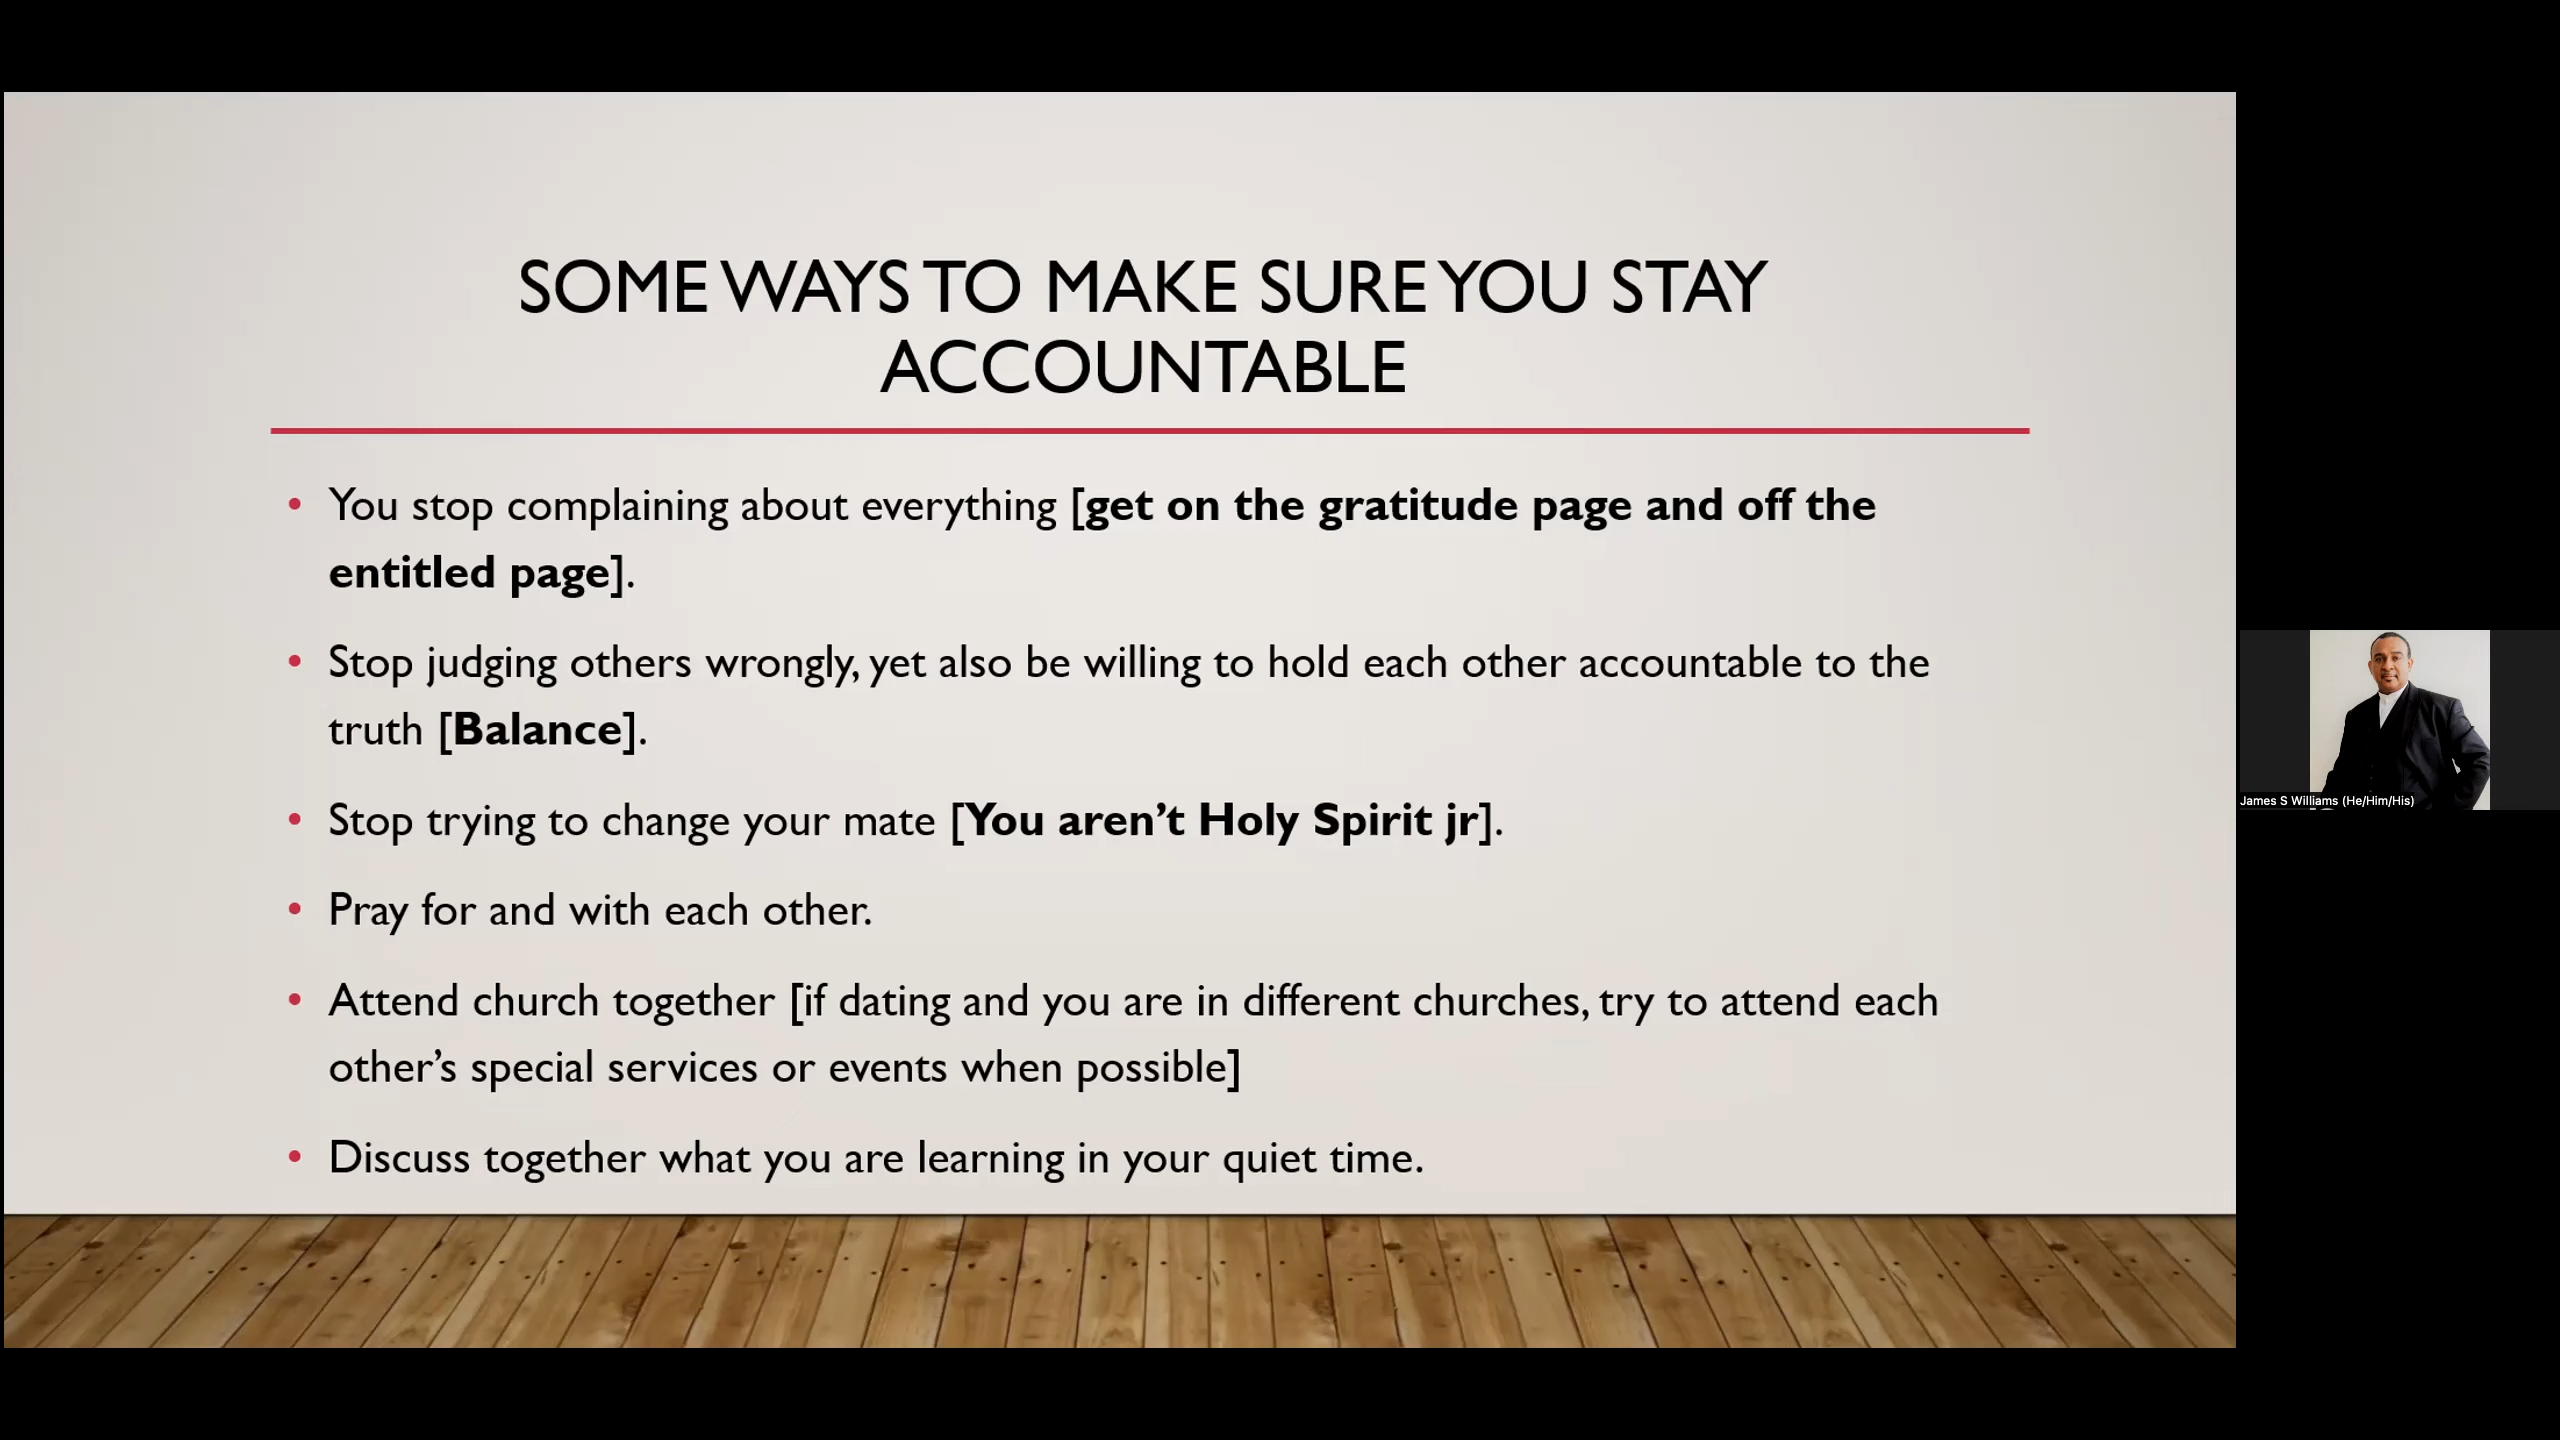 SOME WAYS TO MAKE SURE YOU STAY
ACCOUNTABLE
• You stop complaining about everything [get on the gratitude page and off the
entitled page].
• Stop judging others wrongly, yet also be willing to hold each other accountable to the
truth [Balance].
• Stop trying to change your mate [You aren’t Holy Spirit jr].
• Pray for and with each other.
• Attend church together [if dating and you are in different churches, try to attend each
other’s special services or events when possible]
• Discuss together what you are learning in your quiet time.
James S Williams (He/Him/His)